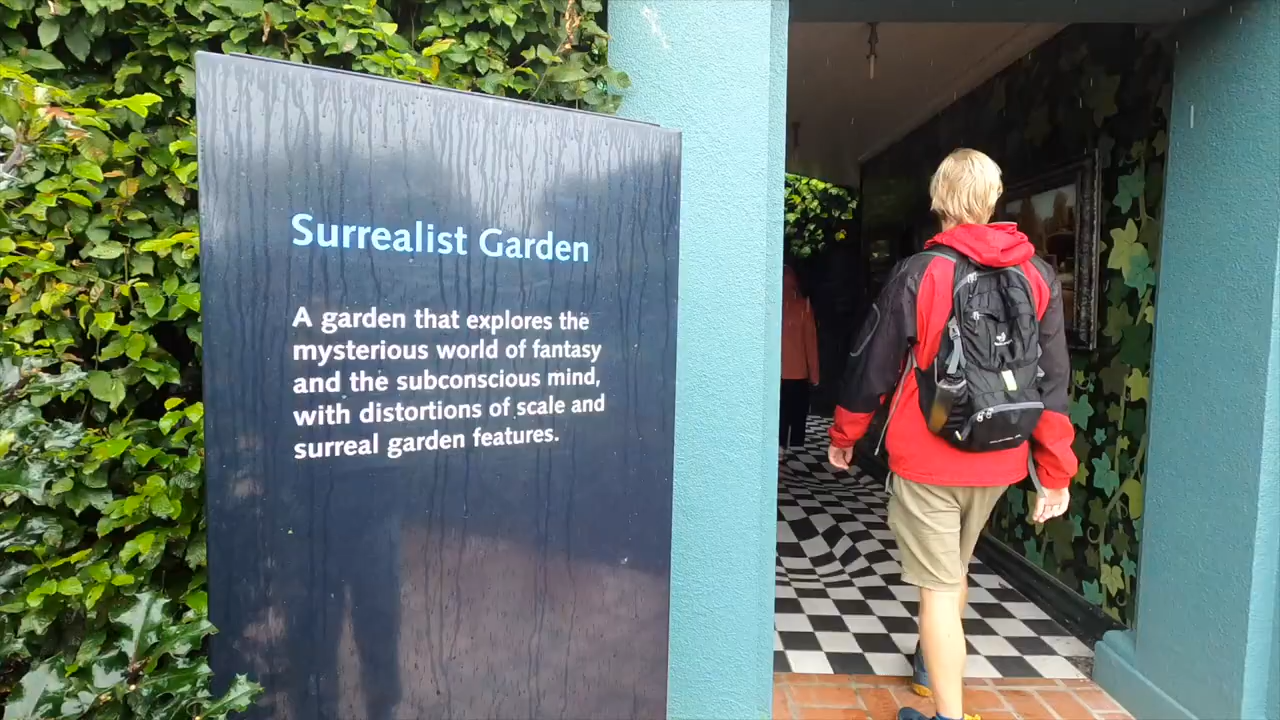 Surrealist Garden
A garden that explores the
mysterious world of fantasy
and the subconscious mind,
with distortions of scale and
surreal garden features.